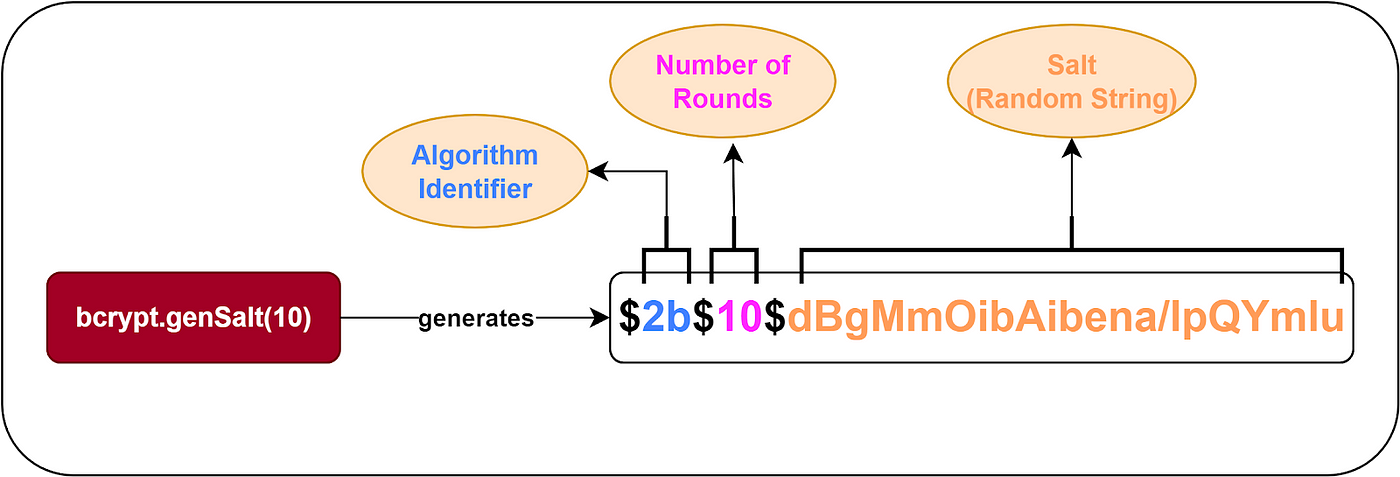 Number of
Rounds
Salt
(Random String)
Algorithm
Identifier
bcrypt.genSalt(10)
generates
$2b$10$dBgMmOibAibena/lpQYmlu